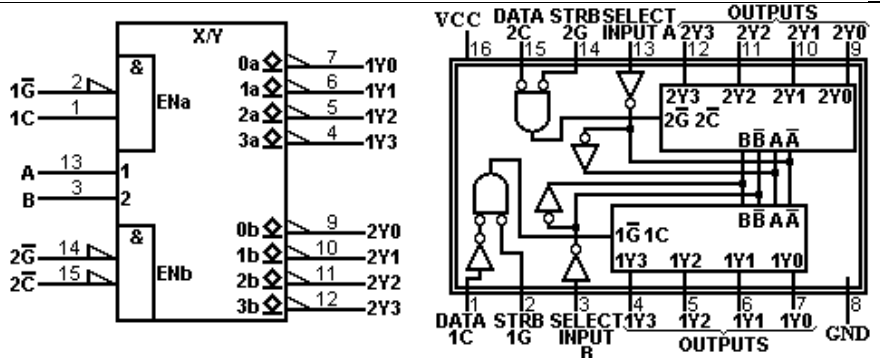 X/Y
&
1G̅ 2 ENa
1C 1
0a 7 1Y0
1a 6 1Y1
2a 5 1Y2
3a 4 1Y3
A 13 1
B 3 2
&
2G̅ 14 ENb
2C̅ 15
0b 9 2Y0
1b 10 2Y1
2b 11 2Y2
3b 12 2Y3
VCC DATA STRB SELECT OUTPUTS
2C 2G INPUT A 2Y3 2Y2 2Y1 2Y0
16 15 14 13 12 11 10 9
2Y3 2Y2 2Y1 2Y0
2G̅ 2C̅
B B̅ A A̅
B B̅ A A̅
1G̅ 1C
1Y3 1Y2 1Y1 1Y0
1 2 3 4 5 6 7 8
DATA STRB SELECT 1Y3 1Y2 1Y1 1Y0 GND
1C 1G INPUT OUTPUTS
B